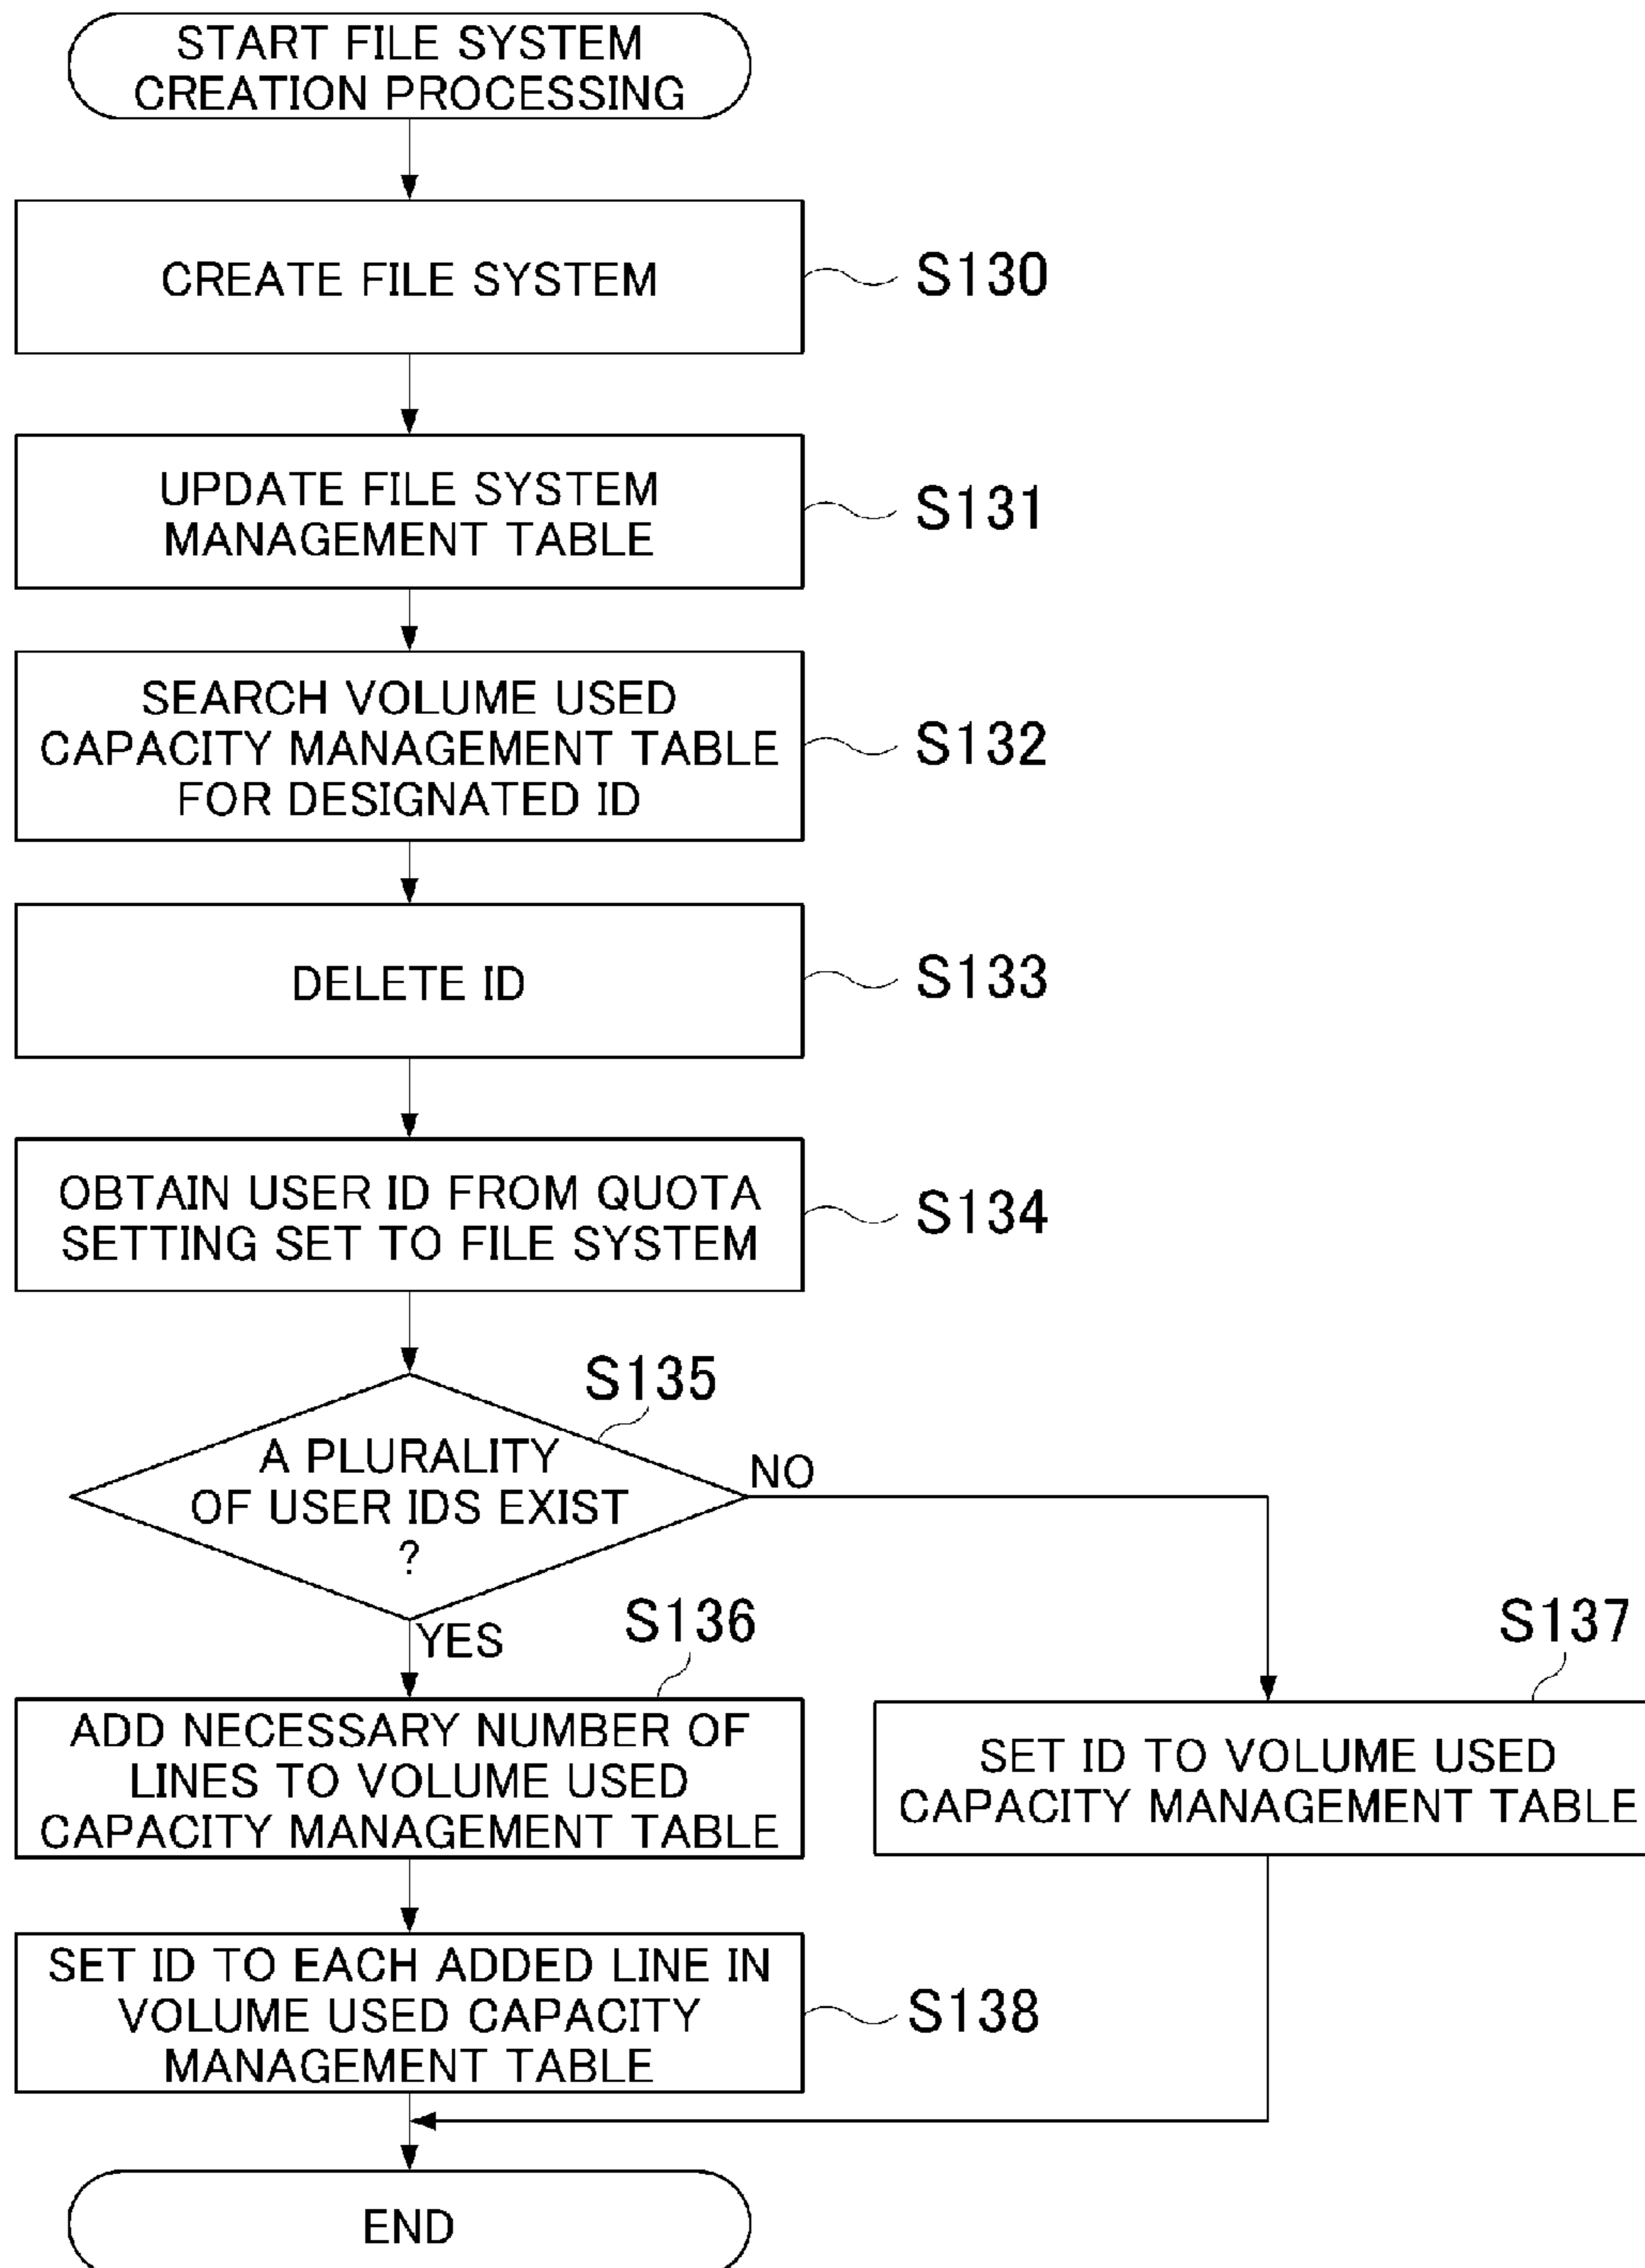 START FILE SYSTEM
CREATION PROCESSING
CREATE FILE SYSTEM
S130
UPDATE FILE SYSTEM
MANAGEMENT TABLE
S131
SEARCH VOLUME USED
CAPACITY MANAGEMENT TABLE
FOR DESIGNATED ID
S132
DELETE ID
S133
OBTAIN USER ID FROM QUOTA
SETTING SET TO FILE SYSTEM
S134
S135
A PLURALITY
OF USER IDS EXIST
?
NO
YES
S136
ADD NECESSARY NUMBER OF
LINES TO VOLUME USED
CAPACITY MANAGEMENT TABLE
S137
SET ID TO VOLUME USED
CAPACITY MANAGEMENT TABLE
SET ID TO EACH ADDED LINE IN
VOLUME USED CAPACITY
MANAGEMENT TABLE
S138
END